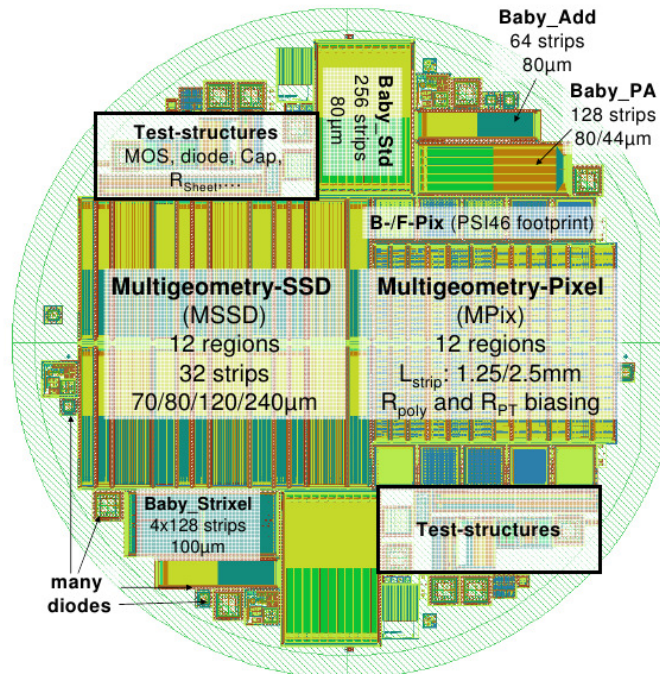 Baby_Add
64 strips
80µm
Baby_PA
128 strips
80/44µm
Baby_Std
256 strips
80µm
Test-structures
MOS, diode, Cap,
R_Sheet,...
B-/F-Pix (PSI46 footprint)
Multigeometry-SSD
(MSSD)
12 regions
32 strips
70/80/120/240µm
Multigeometry-Pixel
(MPix)
12 regions
L_strip: 1.25/2.5mm
R_poly and R_PT biasing
Baby_Strixel
4x128 strips
100µm
Test-structures
many
diodes